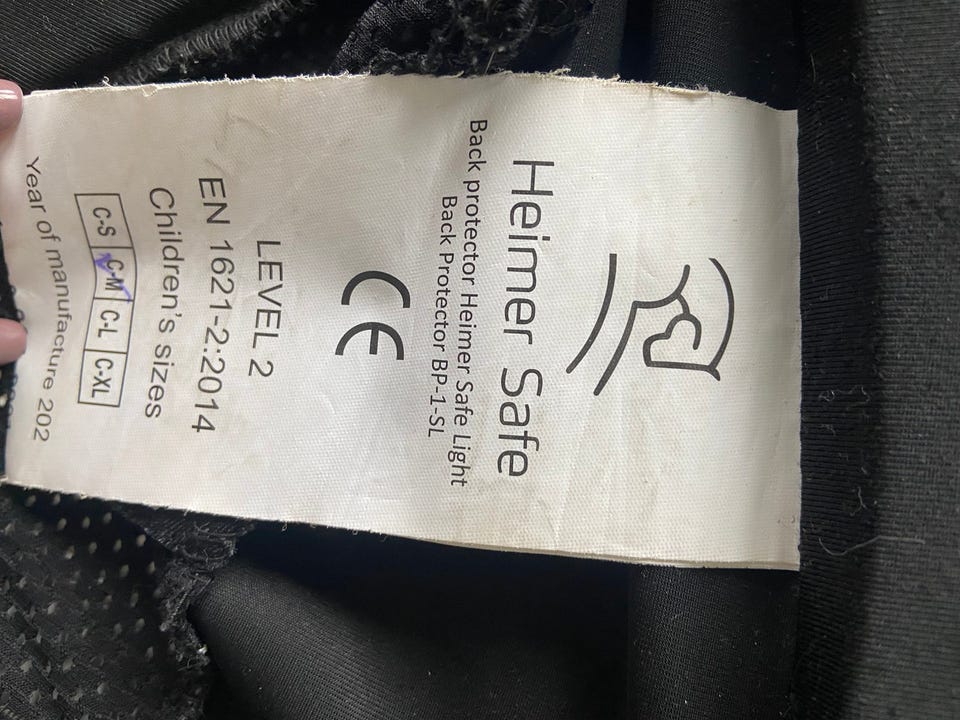 Heimer Safe
Back protector Heimer Safe Light
Back Protector BP-1-SL
CE
LEVEL 2
EN 1621-2:2014
Children's sizes
C-S C-M C-L C-XL
Year of manufacture 202